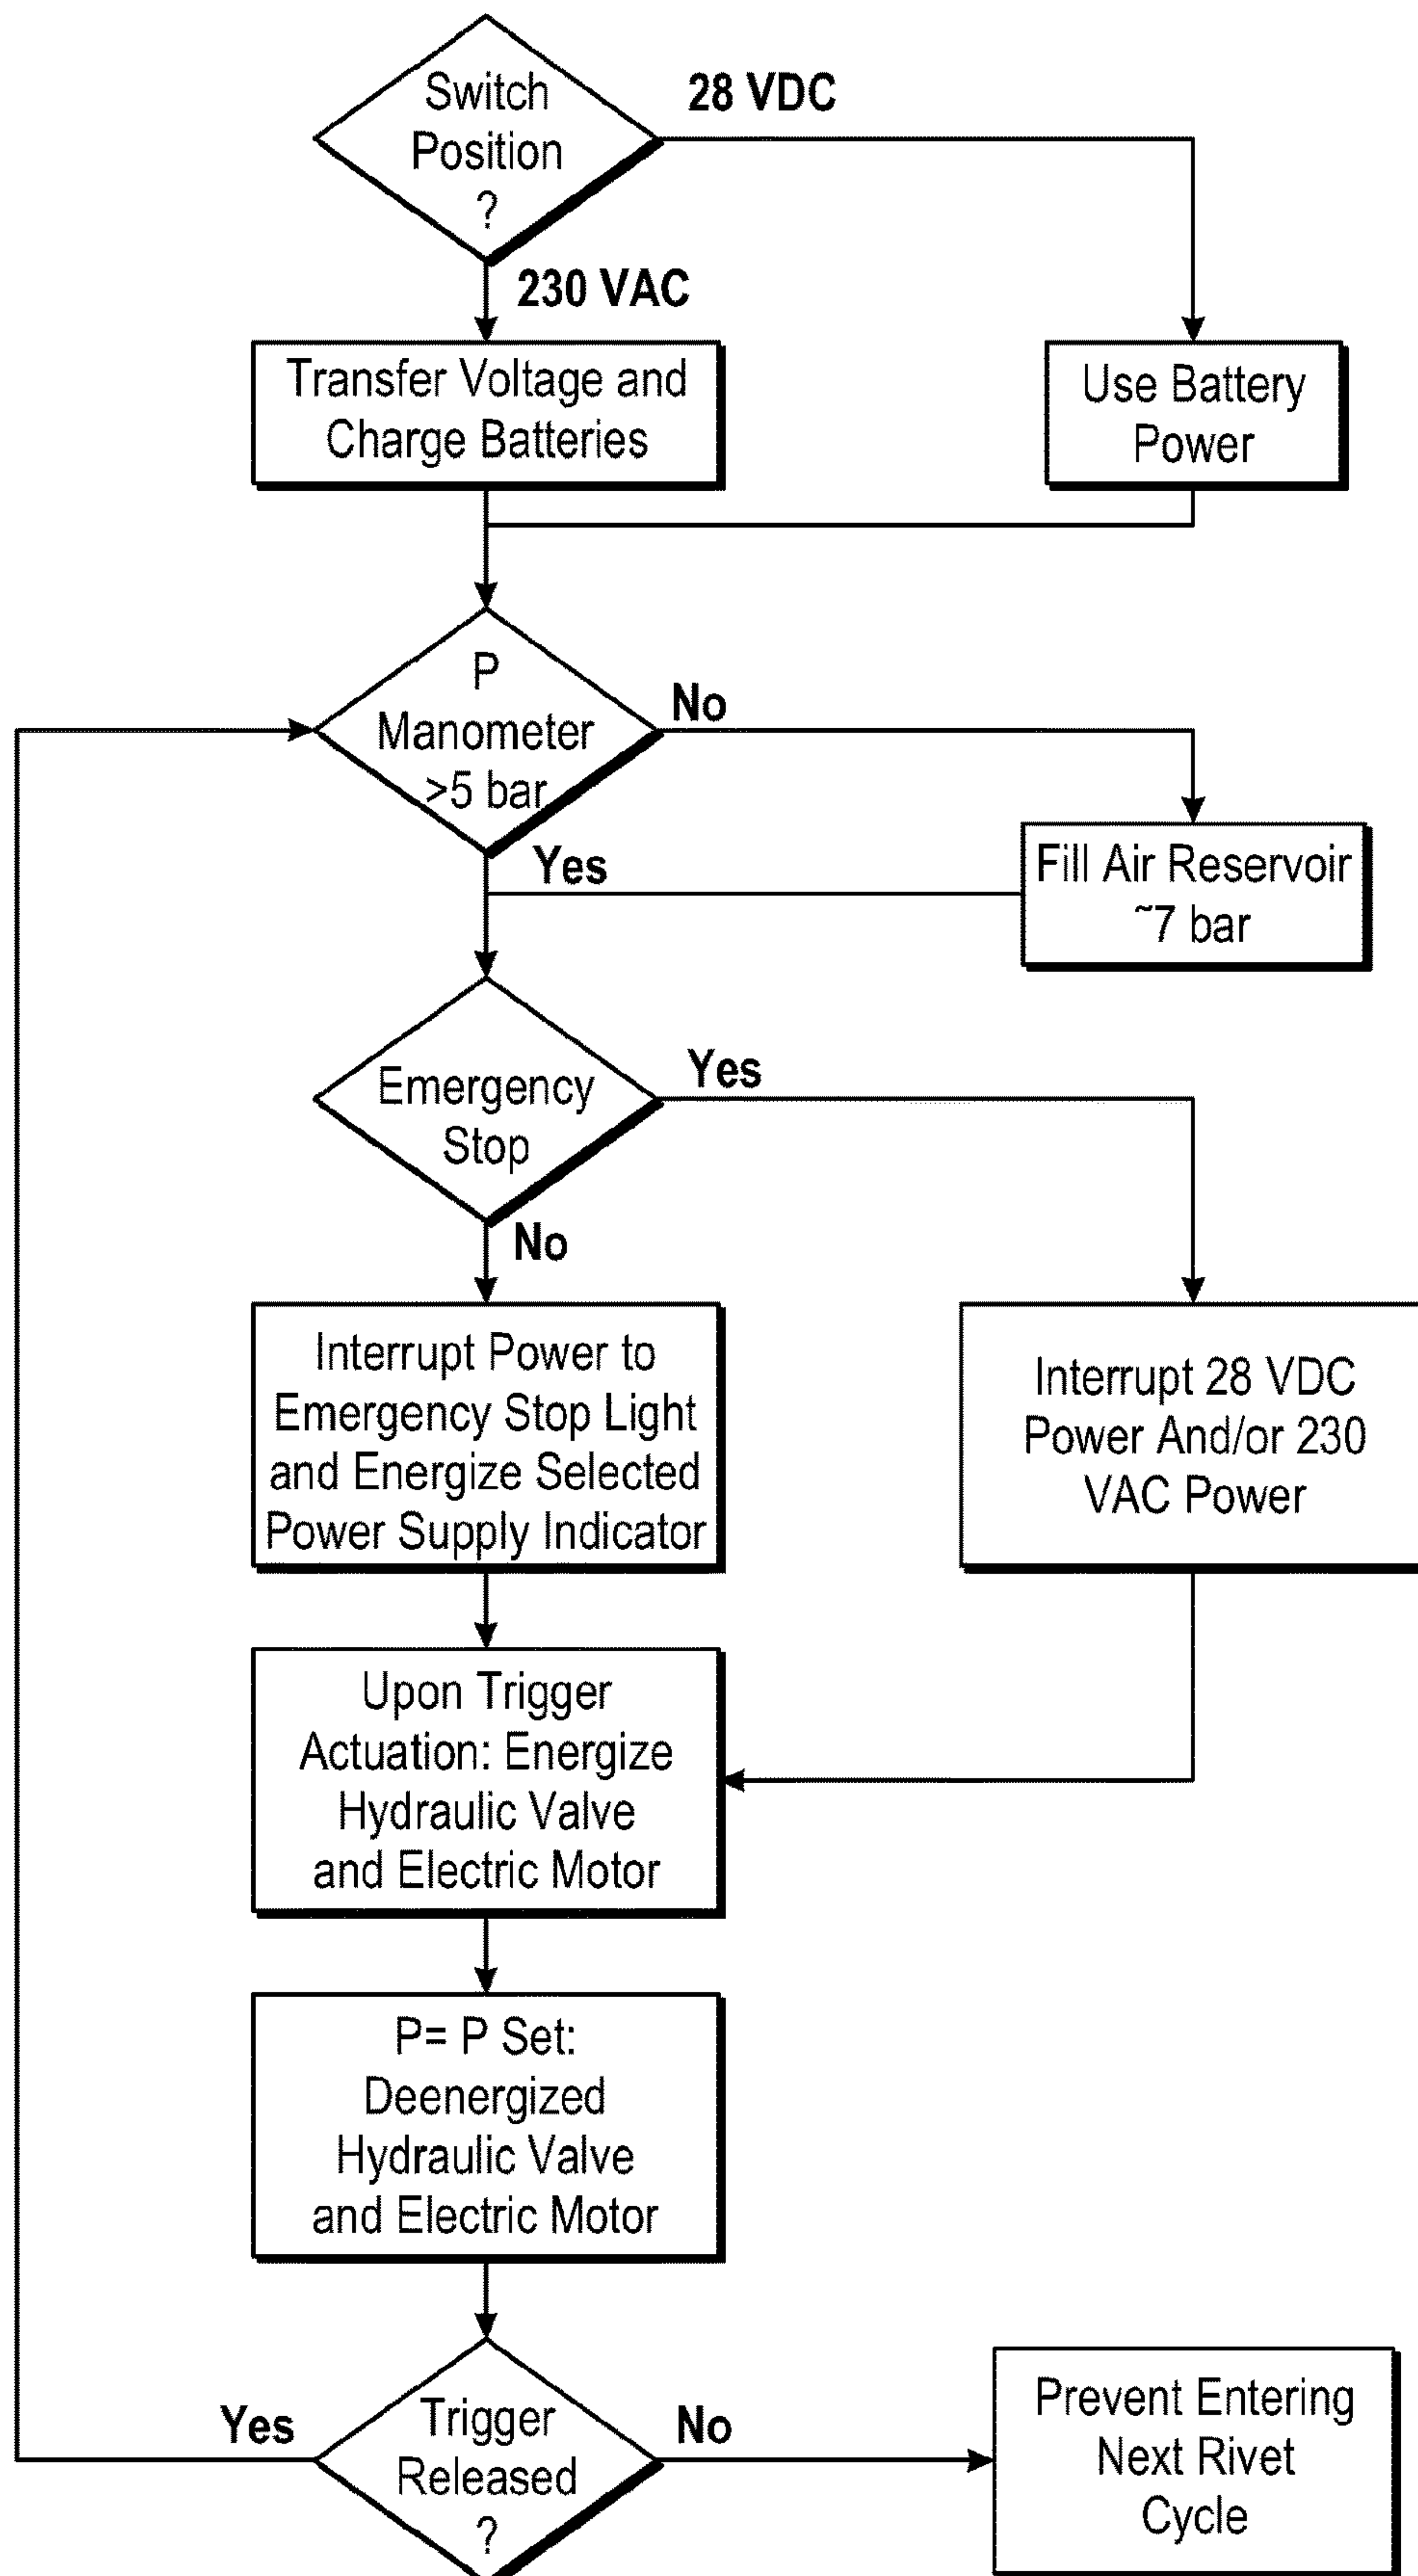 Switch
Position
?
28 VDC
230 VAC
Transfer Voltage and
Charge Batteries
Use Battery
Power
P
Manometer
>5 bar
No
Yes
Fill Air Reservoir
~7 bar
Emergency
Stop
Yes
No
Interrupt Power to
Emergency Stop Light
and Energize Selected
Power Supply Indicator
Interrupt 28 VDC
Power And/or 230
VAC Power
Upon Trigger
Actuation: Energize
Hydraulic Valve
and Electric Motor
P= P Set:
Deenergized
Hydraulic Valve
and Electric Motor
Yes
Trigger
Released
?
No
Prevent Entering
Next Rivet
Cycle